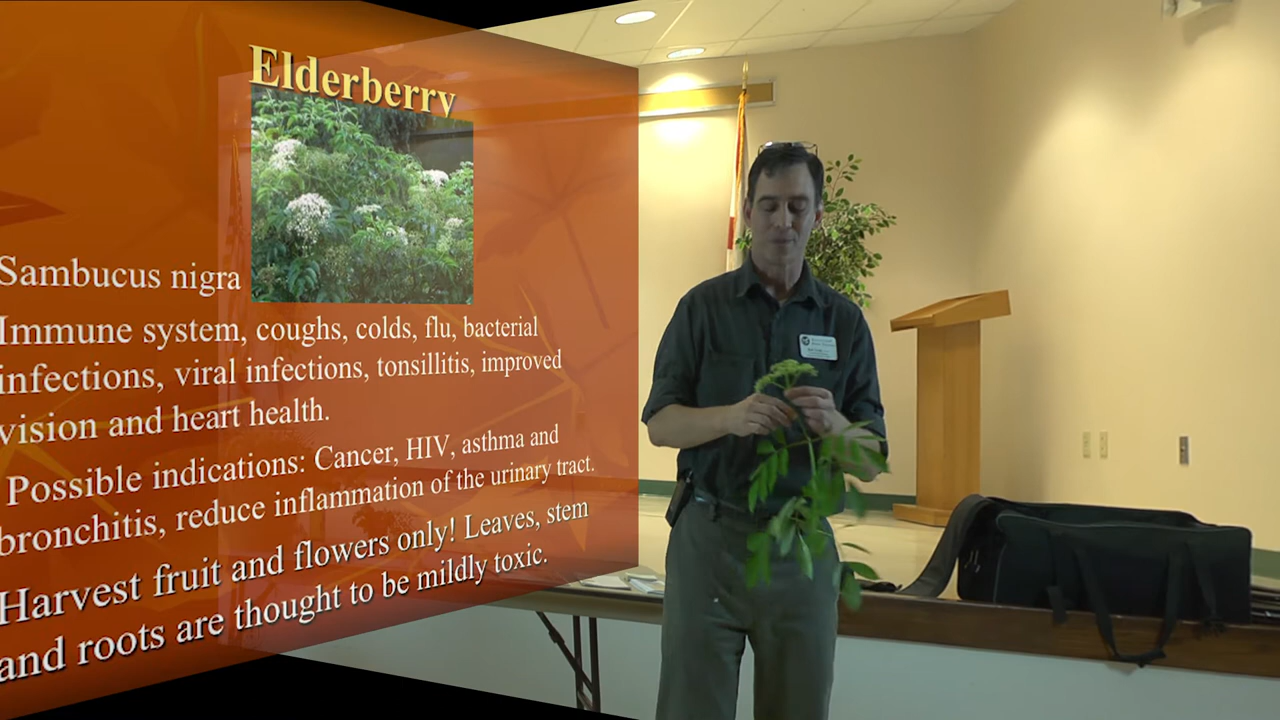 Elderberry
Sambucus nigra
Immune system, coughs, colds, flu, bacterial
infections, viral infections, tonsillitis, improved
vision and heart health.
Possible indications: Cancer, HIV, asthma and
bronchitis, reduce inflammation of the urinary tract.
Harvest fruit and flowers only! Leaves, stem
and roots are thought to be mildly toxic.